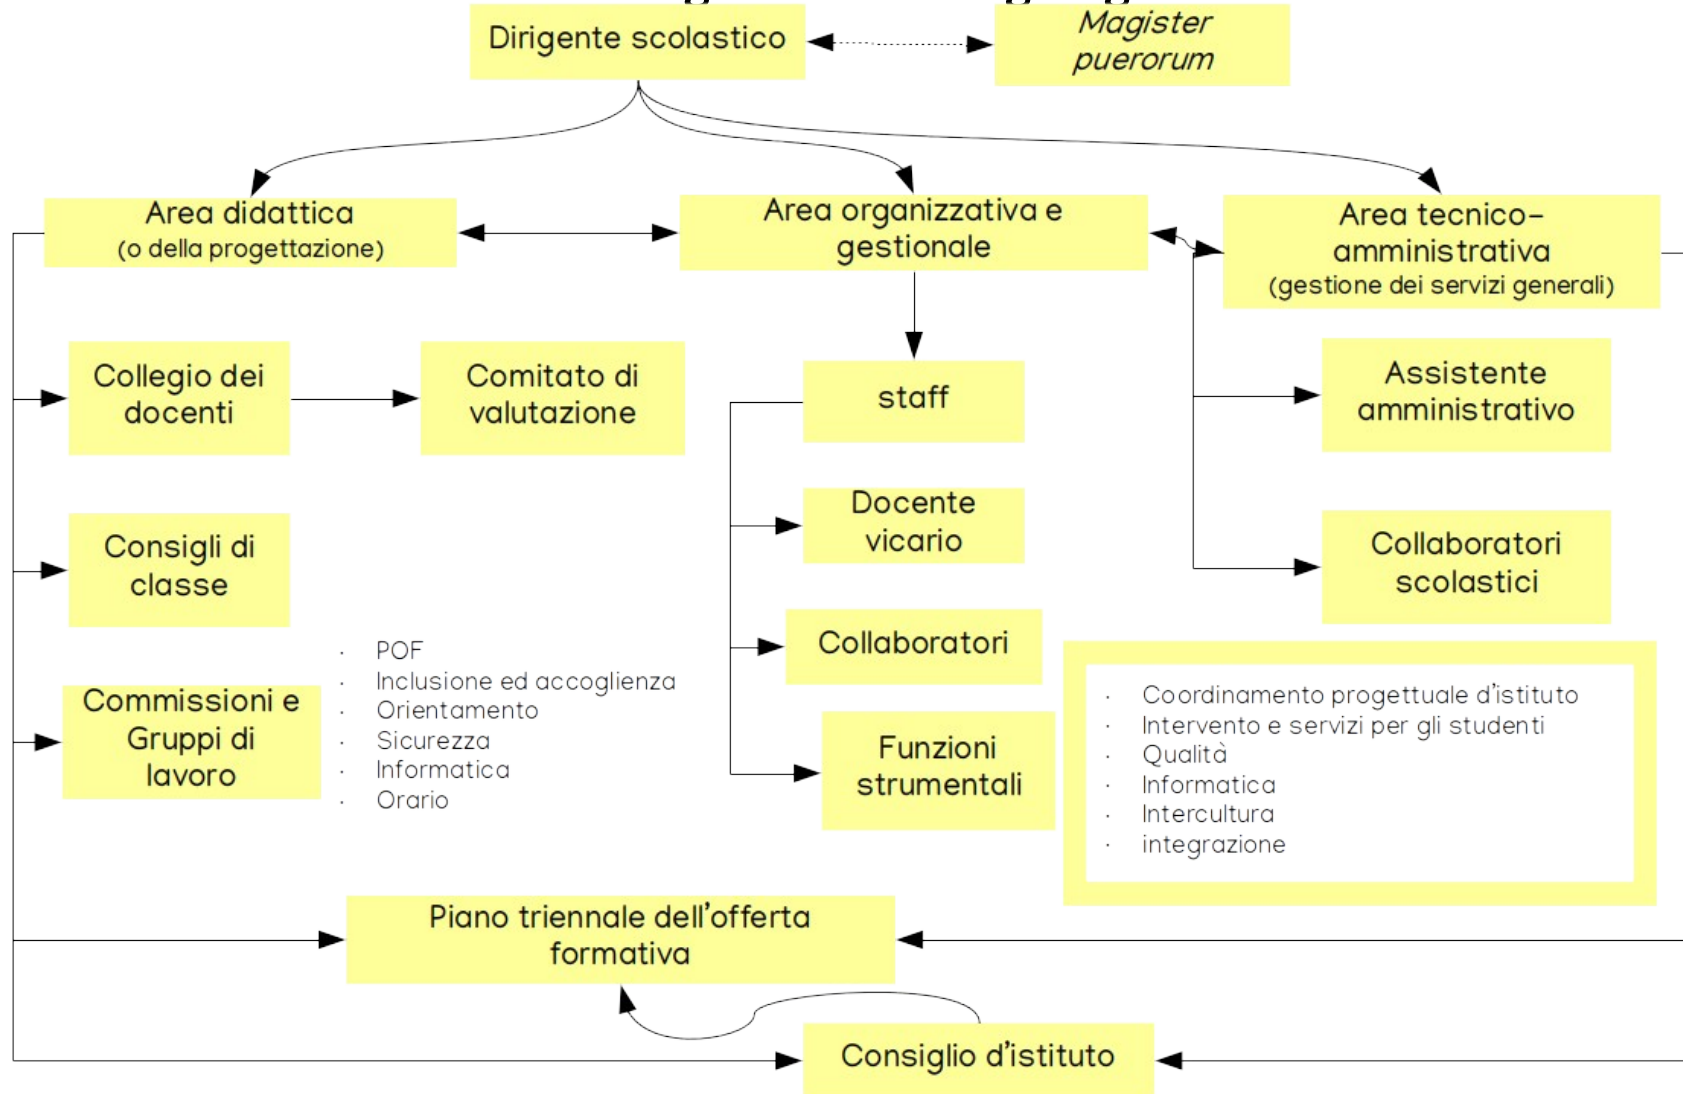 Dirigente scolastico
Magister
puerorum
Area didattica
(o della progettazione)
Area organizzativa e
gestionale
Area tecnico-
amministrativa
(gestione dei servizi generali)
Collegio dei
docenti
Comitato di
valutazione
staff
Assistente
amministrativo
Consigli di
classe
Docente
vicario
Collaboratori
scolastici
Commissioni e
Gruppi di
lavoro
· POF
· Inclusione ed accoglienza
· Orientamento
· Sicurezza
· Informatica
· Orario
Collaboratori
Funzioni
strumentali
· Coordinamento progettuale d'istituto
· Intervento e servizi per gli studenti
· Qualità
· Informatica
· Intercultura
· integrazione
Piano triennale dell'offerta
formativa
Consiglio d'istituto